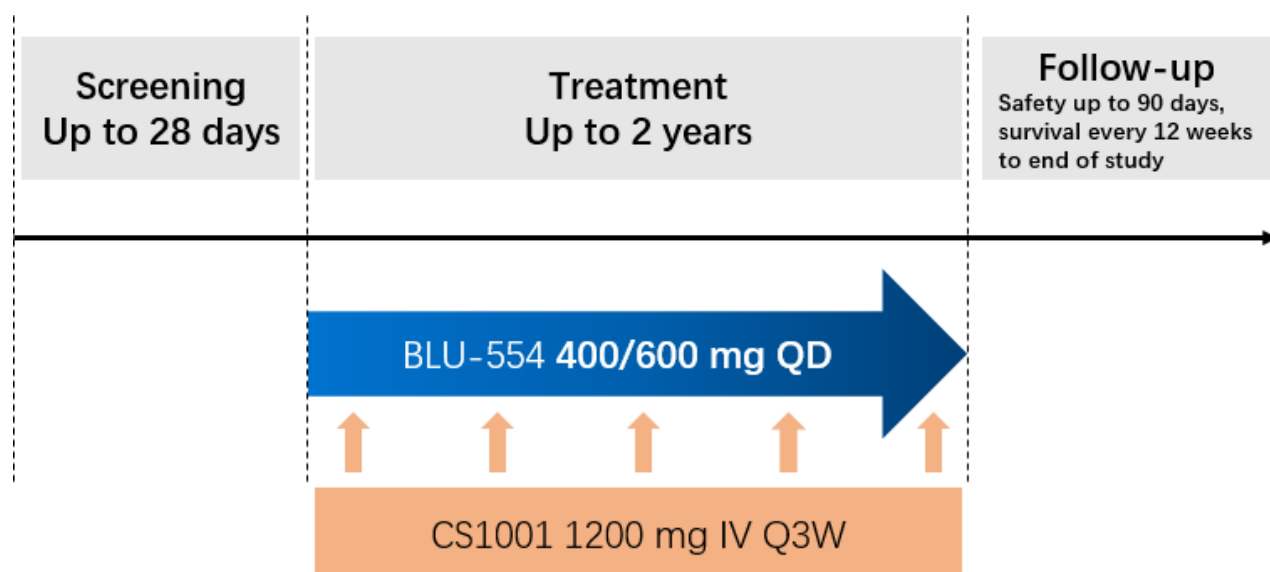 Screening
Up to 28 days
Treatment
Up to 2 years
Follow-up
Safety up to 90 days,
survival every 12 weeks
to end of study
BLU-554 400/600 mg QD
CS1001 1200 mg IV Q3W